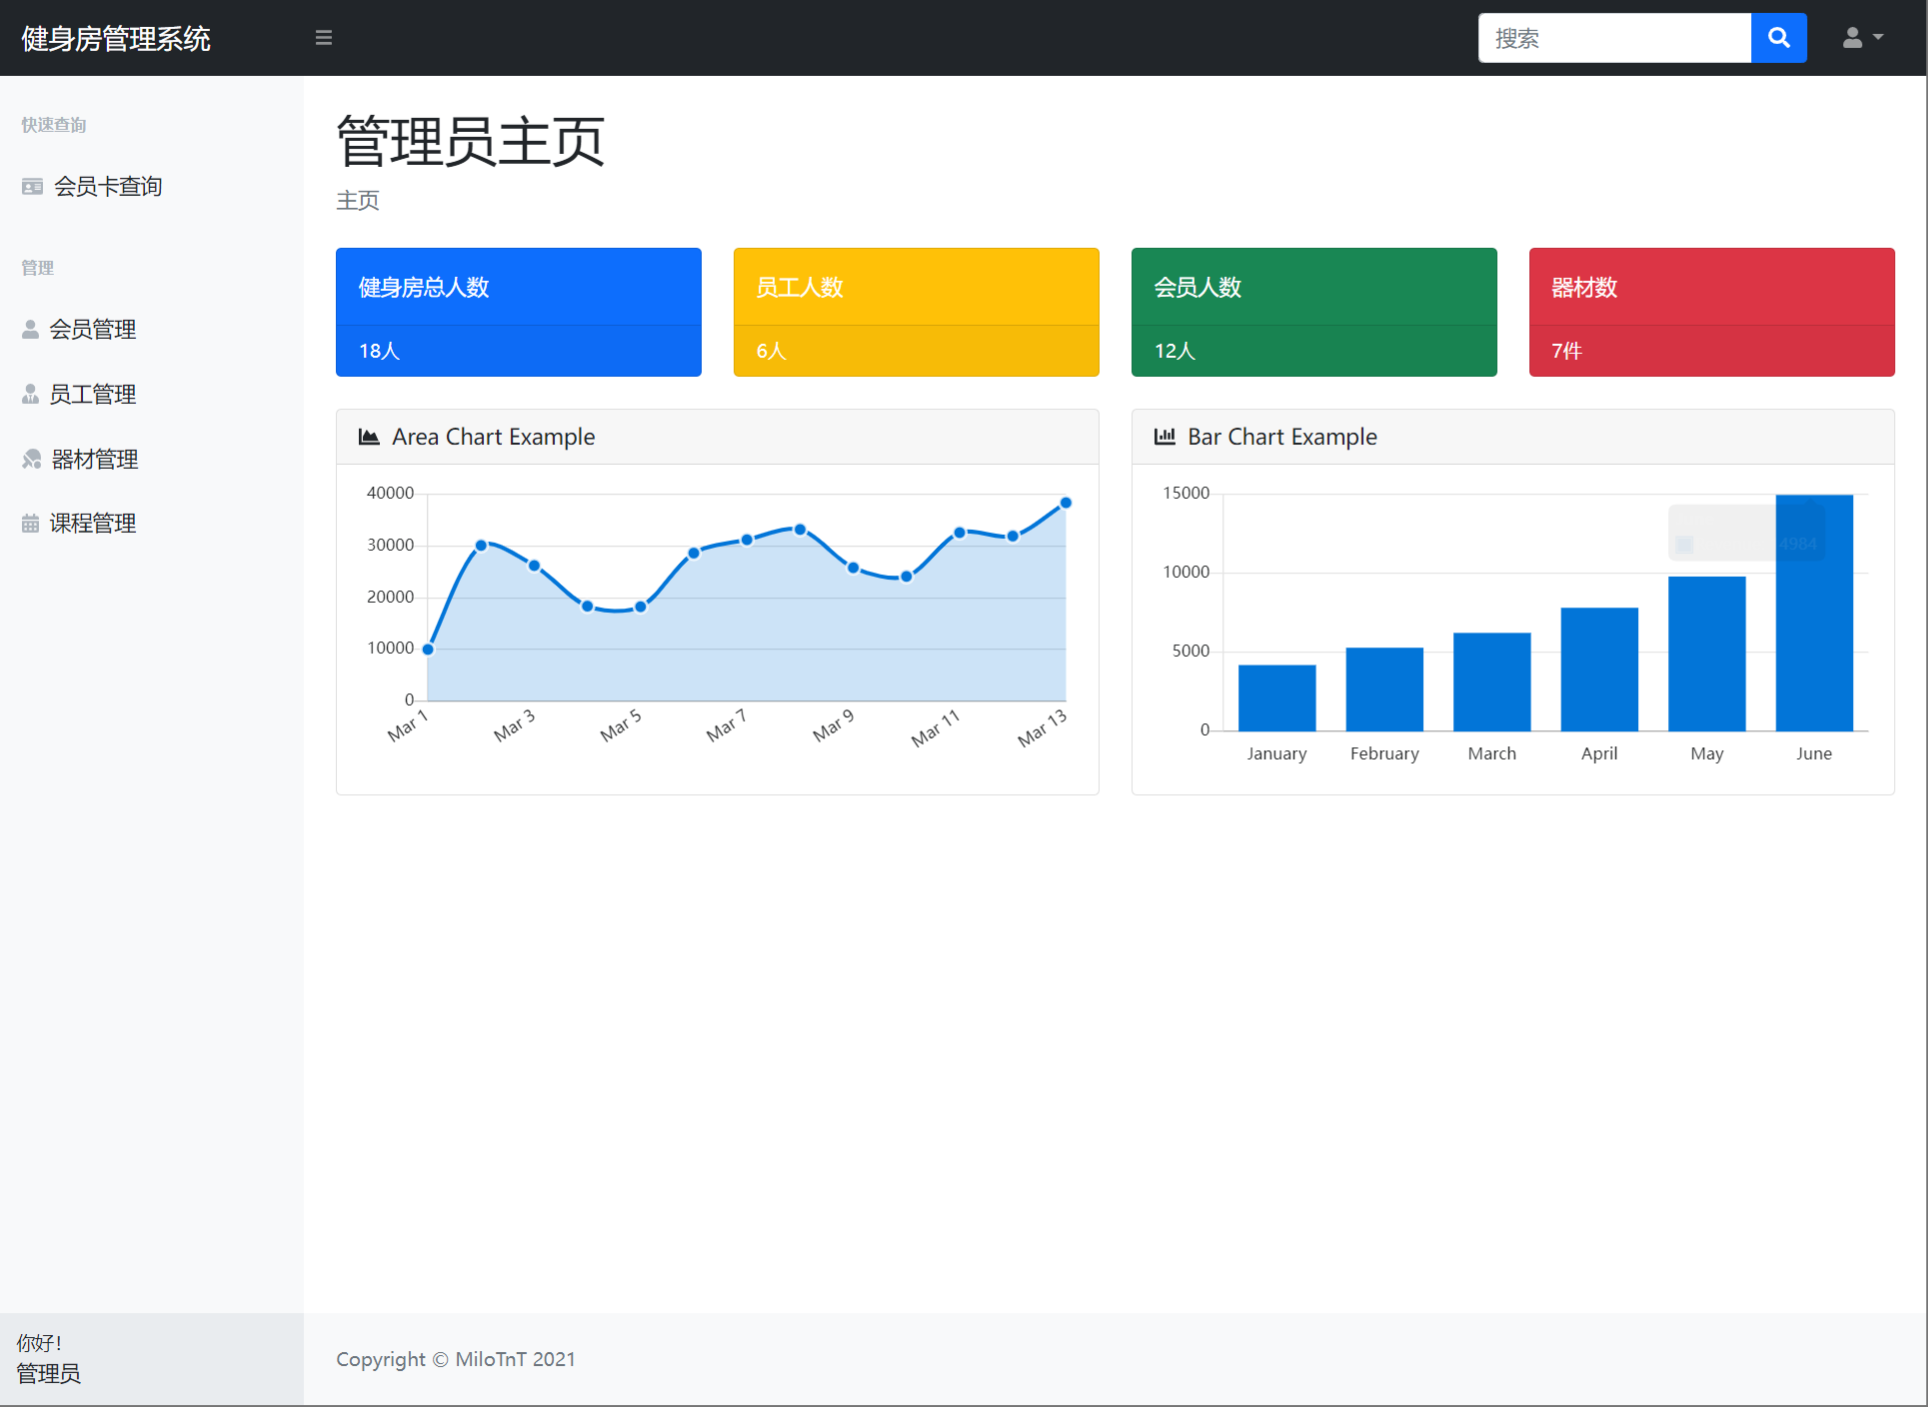 健身房管理系统
搜索
快速查询
会员卡查询
管理
会员管理
员工管理
器材管理
课程管理
你好！
管理员
管理员主页
主页
健身房总人数
18人
员工人数
6人
会员人数
12人
器材数
7件
Area Chart Example
40000
30000
20000
10000
0
Mar 1
Mar 3
Mar 5
Mar 7
Mar 9
Mar 11
Mar 13
Bar Chart Example
15000
10000
5000
0
4984
January
February
March
April
May
June
Copyright © MiloTnT 2021